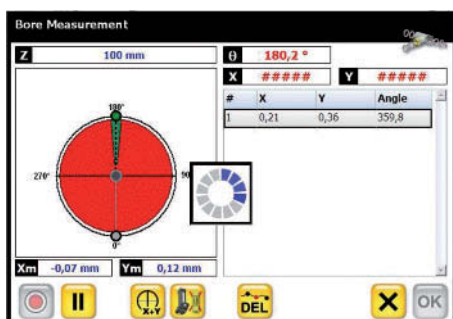 Bore Measurement
Z 100 mm
θ 180,2 °
X ##### Y #####
# X Y Angle
1 0,21 0,36 359,8
180°
270° 90
0°
Xm -0,07 mm Ym 0,12 mm
X+Y DEL OK